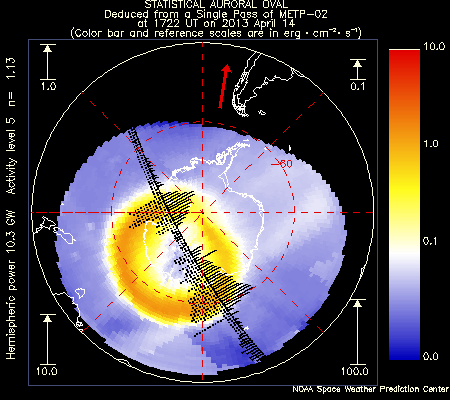 STATISTICAL AURORAL OVAL
Deduced from a Single Pass of METP-02
at 1722 UT on 2013 April 14
(Color bar and reference scales are in erg·cm⁻²·s⁻¹)
Hemispheric power 10.3 GW Activity level 5 n= 1.13
1.0
0.1
10.0
100.0
-60
10.0
1.0
0.1
0.0
NOAA Space Weather Prediction Center